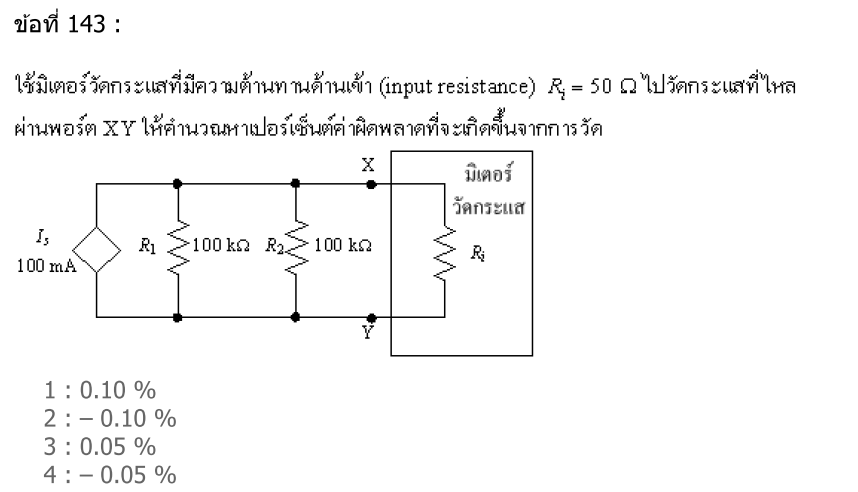 ข้อที่ 143 :
ใช้มิเตอร์วัดกระแสที่มีความต้านทานด้านเข้า (input resistance) Ri = 50 Ω ไปวัดกระแสที่ไหล
ผ่านพอร์ต XY ให้คำนวณหาเปอร์เซ็นต์ค่าผิดพลาดที่จะเกิดขึ้นจากการวัด
X
มิเตอร์
วัดกระแส
Is
100 mA
R1
100 kΩ
R2
100 kΩ
Ri
Y
1 : 0.10 %
2 : – 0.10 %
3 : 0.05 %
4 : – 0.05 %